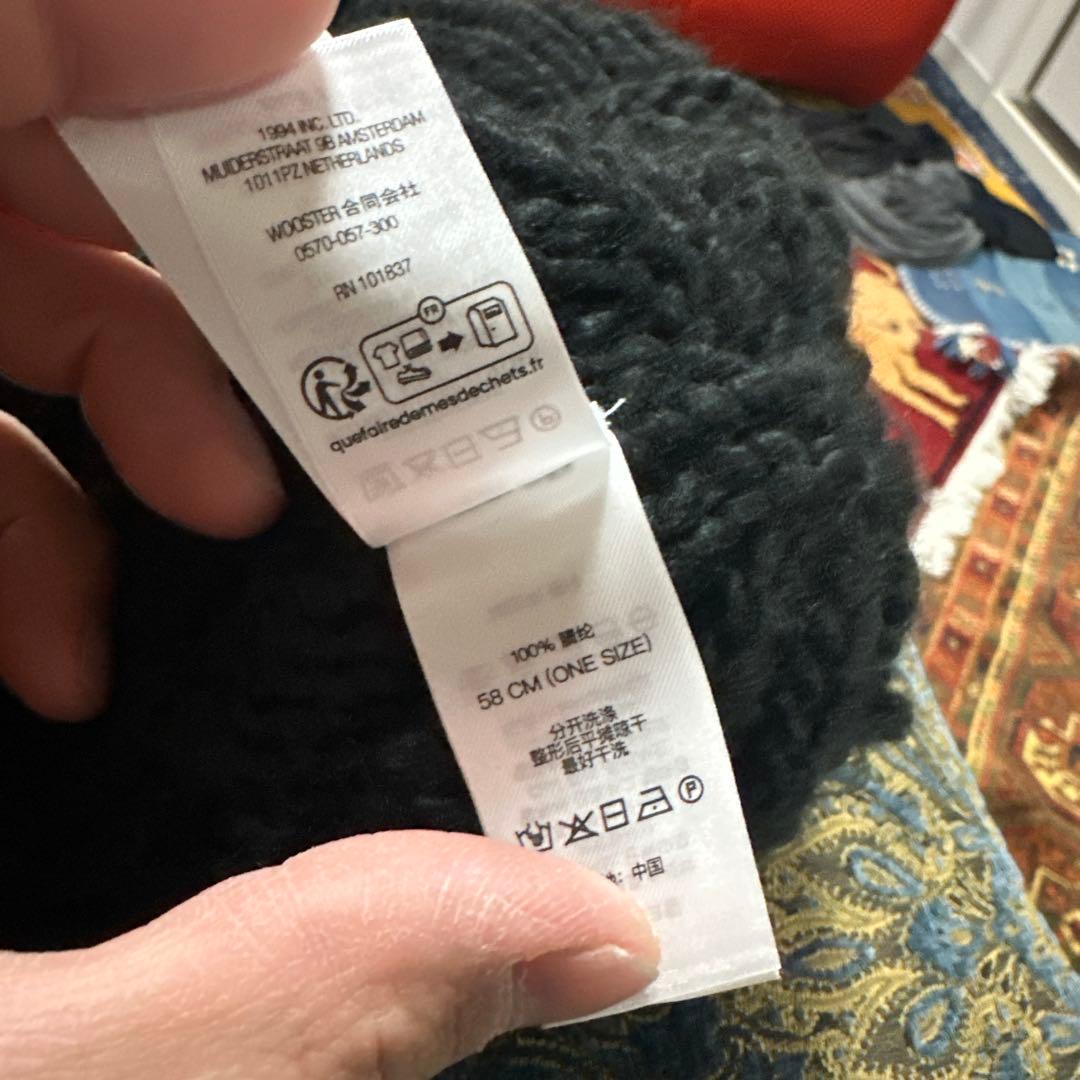 1994 INC. LTD.
MUIDERSTRAAT 9B AMSTERDAM
1011PZ, NETHERLANDS
WOOSTER 合同会社
0570-057-300
RN 101837
FR
quefairedemesdechets.fr
100% 腈纶
58 CM (ONE SIZE)
分开洗涤
整形后平摊晾干
最好干洗
P
中国